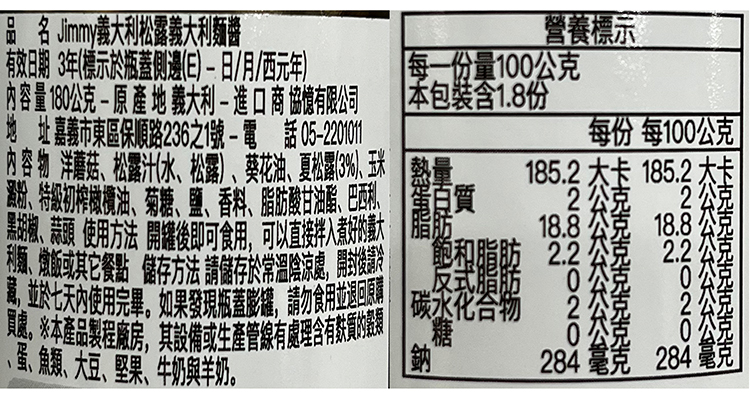 品 名 Jimmy義大利松露義大利麵醬
有效日期 3年(標示於瓶蓋側邊(E) – 日/月/西元年)
內容量180公克 – 原產地義大利 – 進口商協憶有限公司
地 址嘉義市東區保順路236之1號 – 電 話05-2201011
內容物 洋蘑菇、松露汁(水、松露)、葵花油、夏松露(3%)、玉米
澱粉、特級初榨橄欖油、菊糖、鹽、香料、脂肪酸甘油酯、巴西利、
黑胡椒、蒜頭 使用方法 開罐後即可食用，可以直接拌入煮好的義大
利麵、燉飯或其它餐點 儲存方法 請儲存於常溫陰涼處，開封後請冷
藏，並於七天內使用完畢。如果發現瓶蓋膨罐，請勿食用並退回原購
買處。※本產品製程廠房，其設備或生產管線有處理含有麩質的穀類
、蛋、魚類、大豆、堅果、牛奶與羊奶。
營養標示
每一份量100公克
本包裝含1.8份
每份 每100公克
熱量 185.2 大卡 185.2 大卡
蛋白質 2 公克 2 公克
脂肪 18.8 公克 18.8 公克
飽和脂肪 2.2 公克 2.2 公克
反式脂肪 0 公克 0 公克
碳水化合物 2 公克 2 公克
糖 0 公克 0 公克
鈉 284 毫克 284 毫克